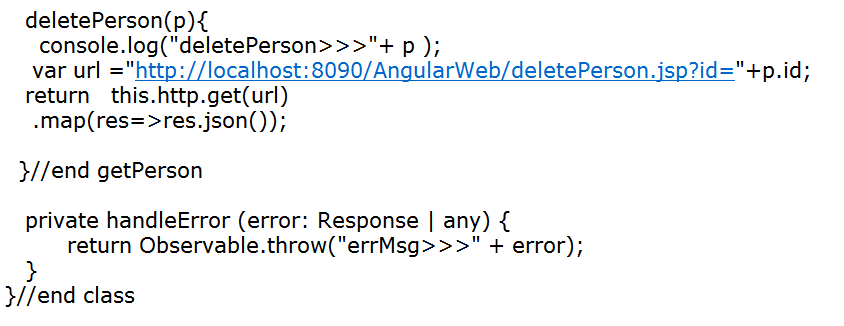 deletePerson(p){
console.log("deletePerson>>>"+ p );
var url ="http://localhost:8090/AngularWeb/deletePerson.jsp?id="+p.id;
return   this.http.get(url)
.map(res=>res.json());
}//end getPerson
private handleError (error: Response | any) {
return Observable.throw("errMsg>>>" + error);
}
}//end class